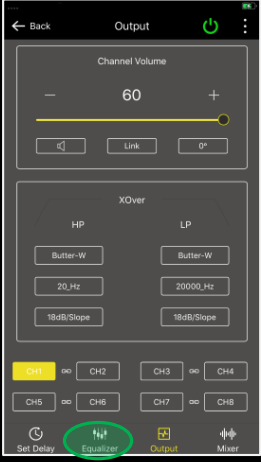 Back Output
Channel Volume
60
Link 0°
XOver
HP LP
Butter-W Butter-W
20_Hz 20000_Hz
18dB/Slope 18dB/Slope
CH1 CH2 CH3 CH4
CH5 CH6 CH7 CH8
Set Delay Equalizer Output Mixer